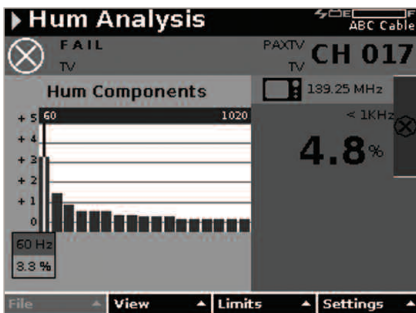 Hum Analysis
E F
ABC Cable
FAIL
TV
PAXTV
TV
CH 017
Hum Components
139.25 MHz
60 1020
< 1KHz
4.8%
+ 5
+ 4
+ 3
+ 2
+ 1
0
60 Hz
3.3 %
File View Limits Settings